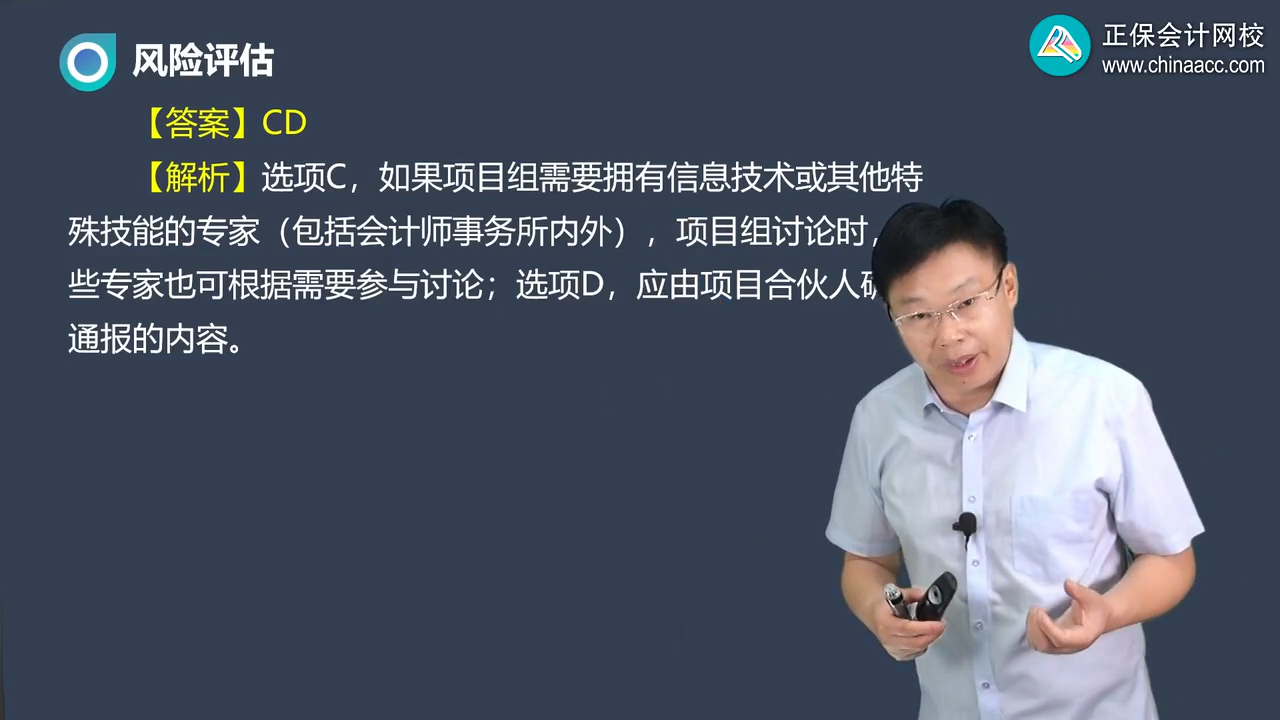 风险评估
正保会计网校
www.chinaacc.com
【答案】CD
【解析】选项C，如果项目组需要拥有信息技术或其他特
殊技能的专家（包括会计师事务所内外），项目组讨论时，
些专家也可根据需要参与讨论；选项D，应由项目合伙人
通报的内容。